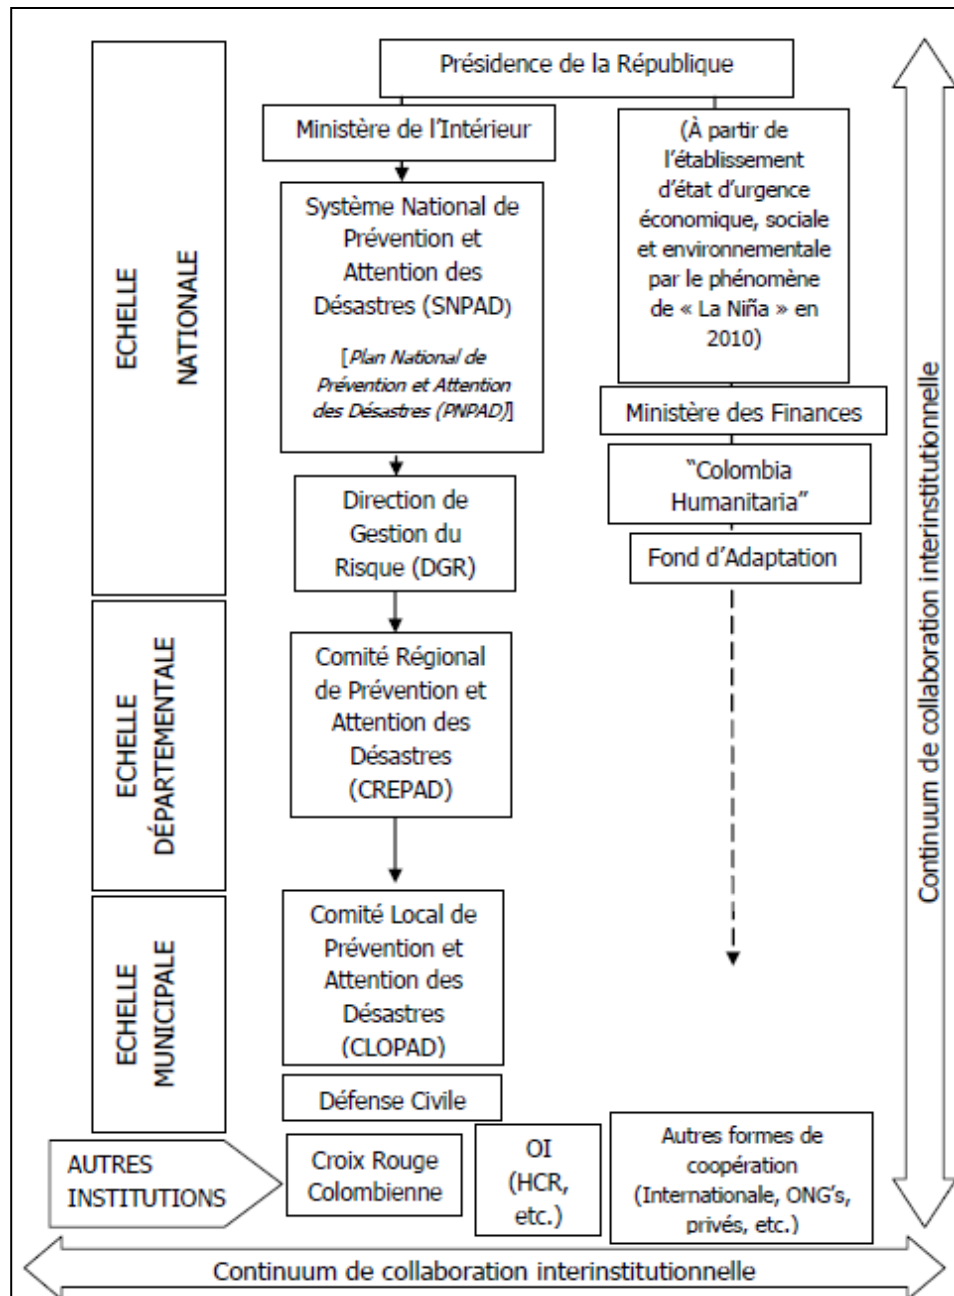 Présidence de la République
Ministère de l'Intérieur
(À partir de
l'établissement
d'état d'urgence
économique, sociale
et environnementale
par le phénomène
de « La Niña » en
2010)
Système National de
Prévention et
Attention des
Désastres (SNPAD)
[Plan National de
Prévention et Attention
des Désastres (PNPAD)]
Ministère des Finances
"Colombia
Humanitaria"
Fond d'Adaptation
Direction de
Gestion du
Risque (DGR)
ECHELLE
NATIONALE
Comité Régional
de Prévention et
Attention des
Désastres
(CREPAD)
ECHELLE
DÉPARTEMENTALE
Comité Local de
Prévention et
Attention des
Désastres
(CLOPAD)
Défense Civile
ECHELLE
MUNICIPALE
AUTRES
INSTITUTIONS
Croix Rouge
Colombienne
OI
(HCR,
etc.)
Autres formes de
coopération
(Internationale, ONG's,
privés, etc.)
Continuum de collaboration interinstitutionnelle
Continuum de collaboration interinstitutionnelle